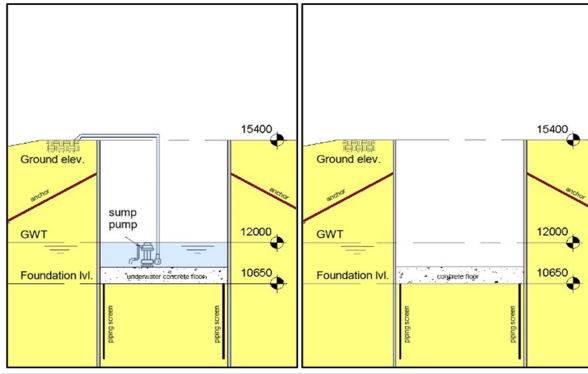 15400
Ground elev.
anchor
anchor
sump
pump
GWT
12000
Foundation lvl.
underwater concrete floor
10650
piping screen
piping screen
15400
Ground elev.
anchor
anchor
GWT
12000
Foundation lvl.
concrete floor
10650
piping screen
piping screen